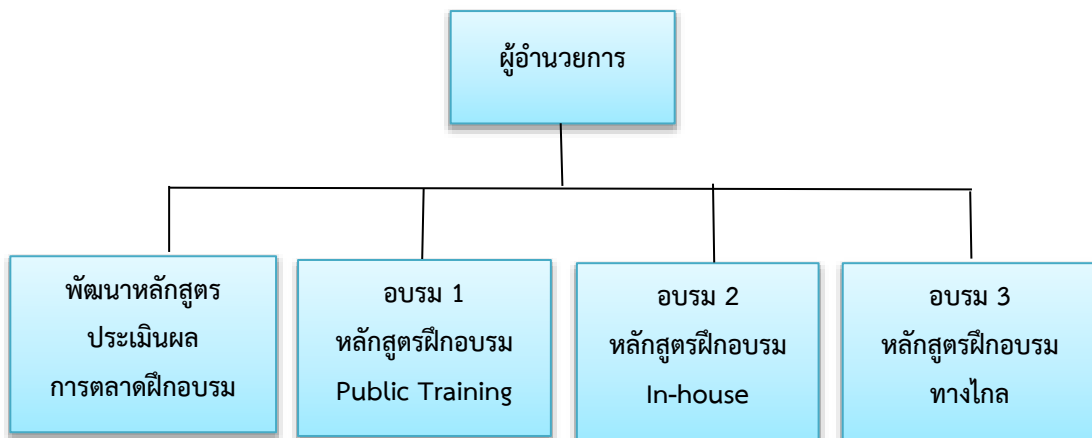 ผู้อำนวยการ
พัฒนาหลักสูตร
ประเมินผล
การตลาดฝึกอบรม
อบรม 1
หลักสูตรฝึกอบรม
Public Training
อบรม 2
หลักสูตรฝึกอบรม
In-house
อบรม 3
หลักสูตรฝึกอบรม
ทางไกล